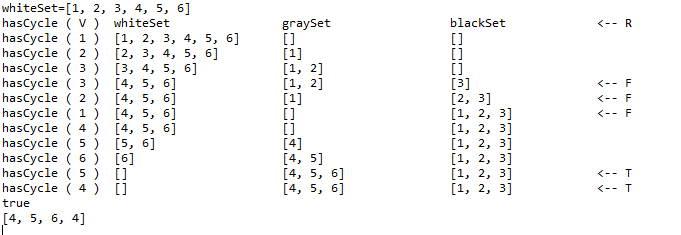 whiteSet=[1, 2, 3, 4, 5, 6]
hasCycle ( V ) whiteSet graySet blackSet <-- R
hasCycle ( 1 ) [1, 2, 3, 4, 5, 6] [] []
hasCycle ( 2 ) [2, 3, 4, 5, 6] [1] []
hasCycle ( 3 ) [3, 4, 5, 6] [1, 2] []
hasCycle ( 3 ) [4, 5, 6] [1, 2] [3] <-- F
hasCycle ( 2 ) [4, 5, 6] [1] [2, 3] <-- F
hasCycle ( 1 ) [4, 5, 6] [] [1, 2, 3] <-- F
hasCycle ( 4 ) [4, 5, 6] [] [1, 2, 3]
hasCycle ( 5 ) [5, 6] [4] [1, 2, 3]
hasCycle ( 6 ) [6] [4, 5] [1, 2, 3]
hasCycle ( 5 ) [] [4, 5, 6] [1, 2, 3] <-- T
hasCycle ( 4 ) [] [4, 5, 6] [1, 2, 3] <-- T
true
[4, 5, 6, 4]